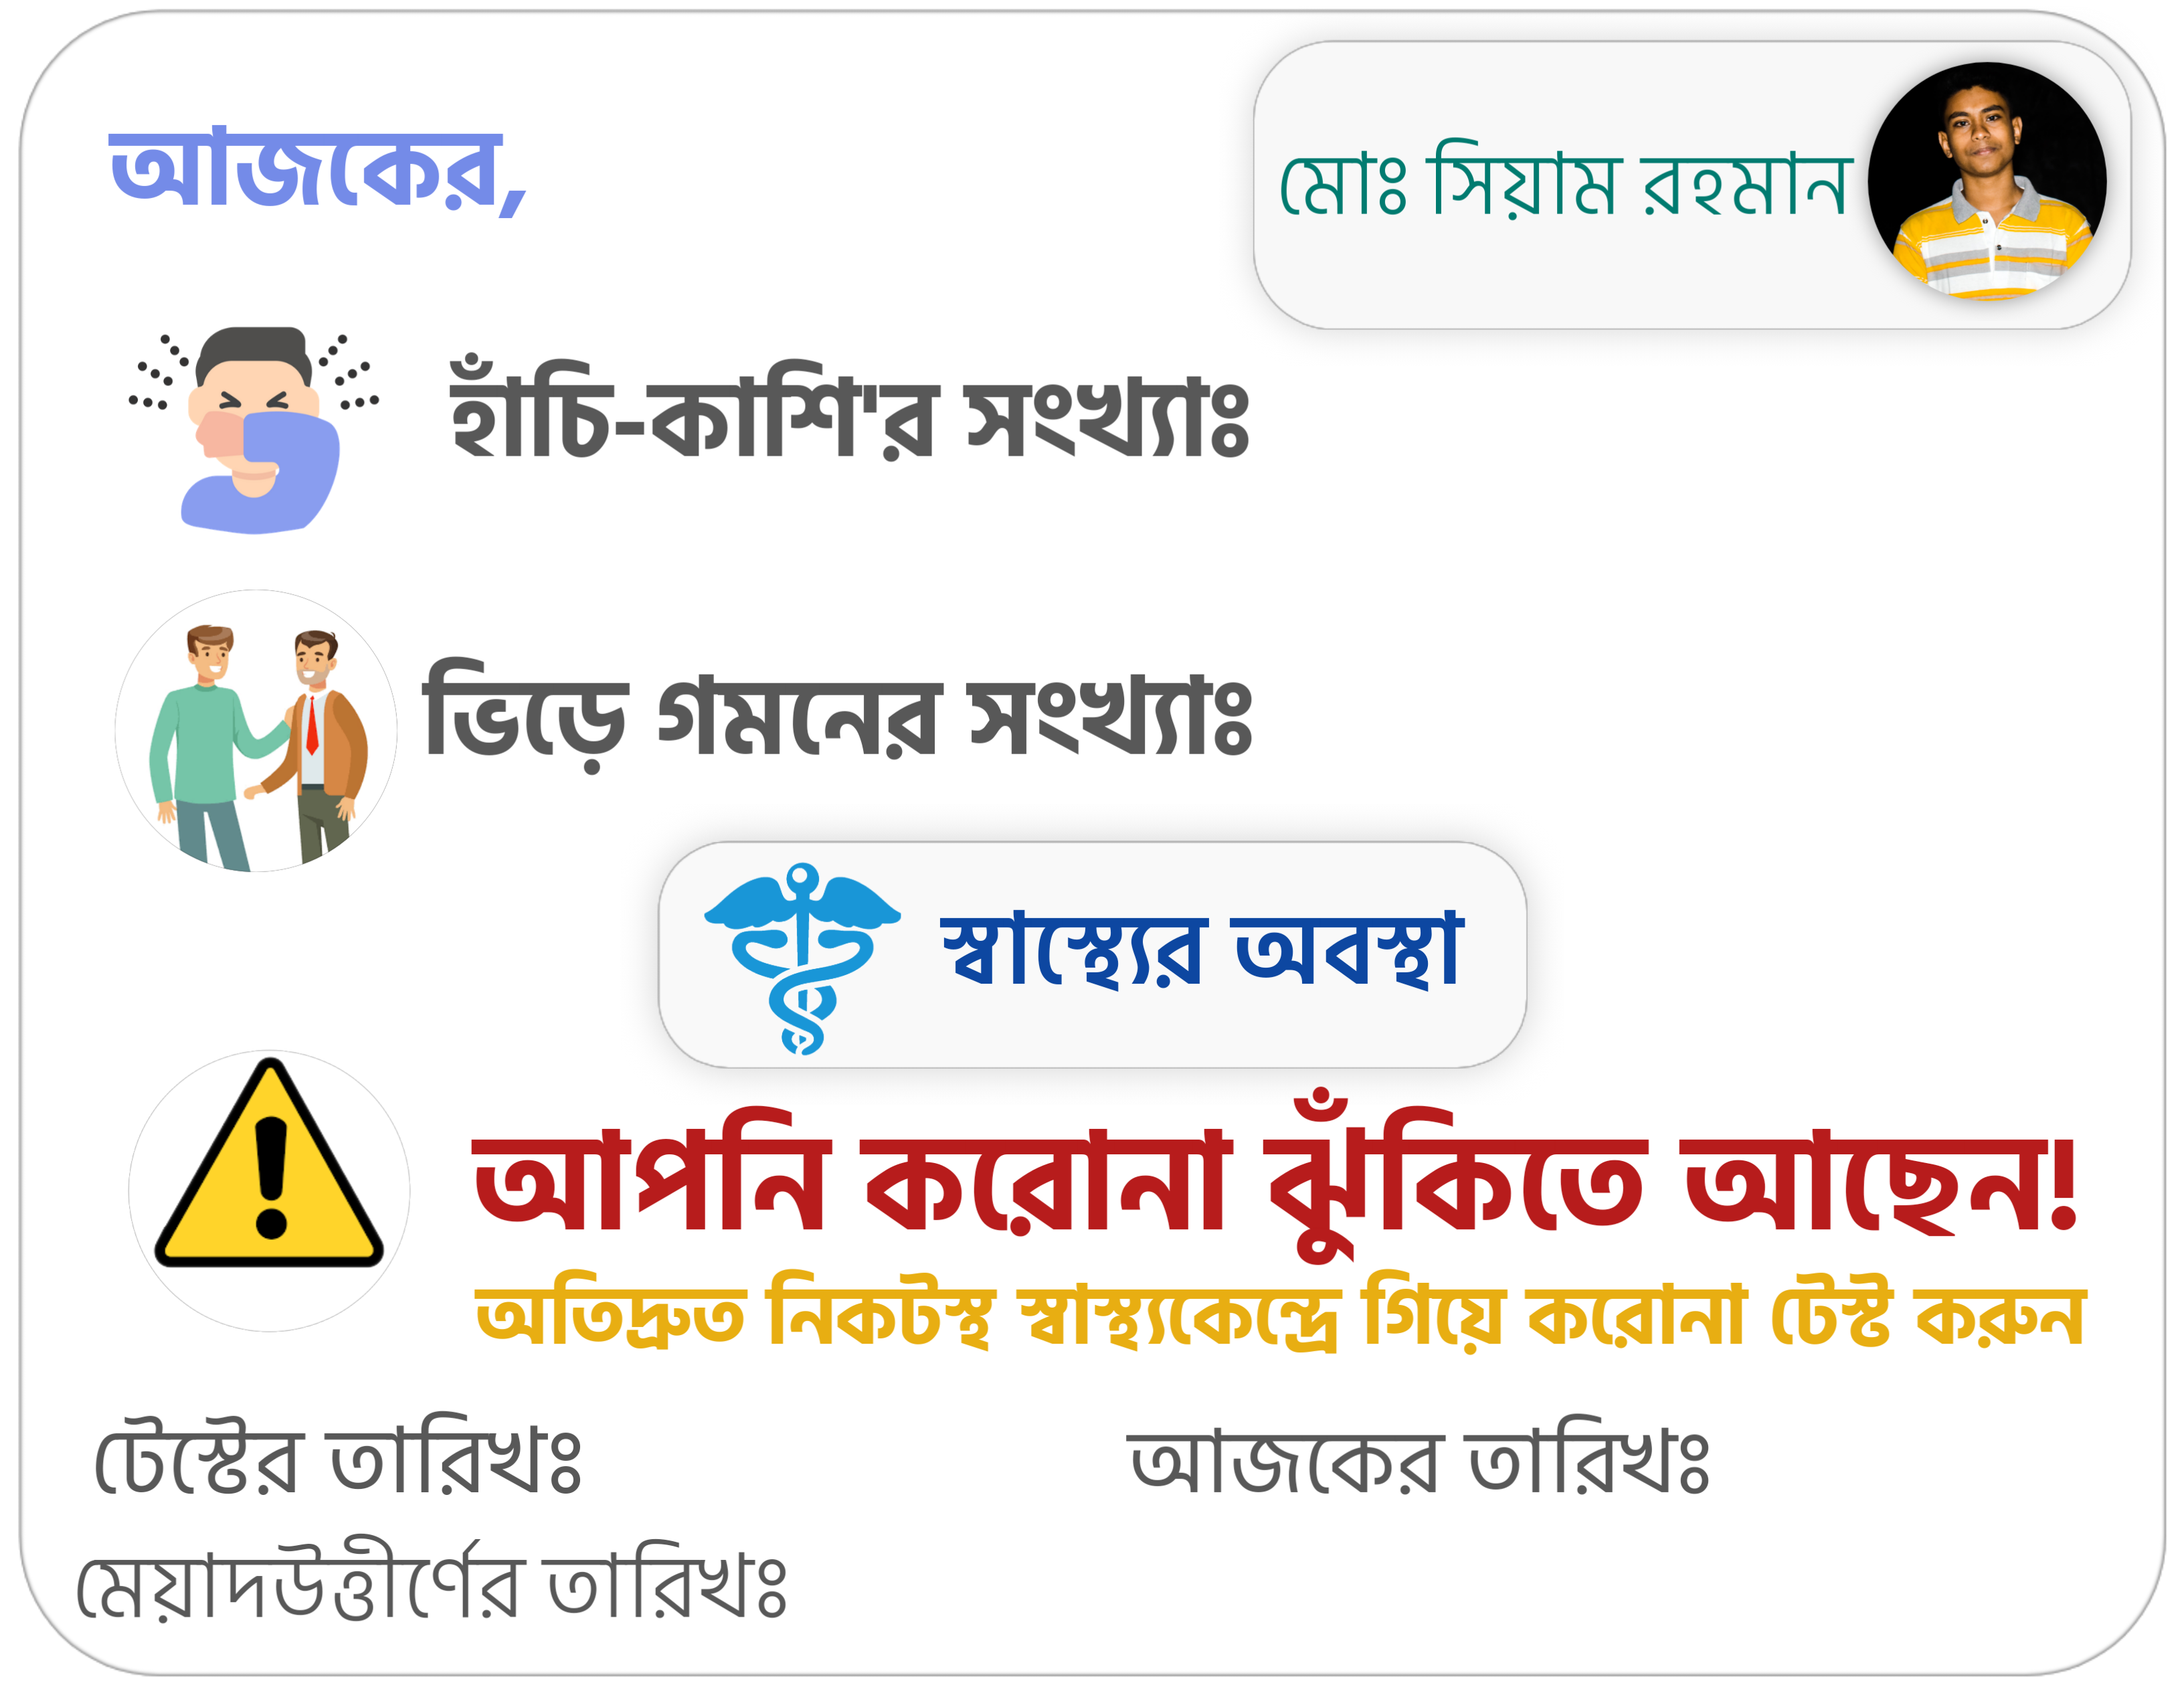 আজকের,
মোঃ সিয়াম রহমান
হাঁচি-কাশি'র সংখ্যাঃ
ভিড়ে গমনের সংখ্যাঃ
স্বাস্থ্যের অবস্থা
আপনি করোনা ঝুঁকিতে আছেন!
অতিদ্রুত নিকটস্থ স্বাস্থ্যকেন্দ্রে গিয়ে করোনা টেস্ট করুন
টেস্টের তারিখঃ
আজকের তারিখঃ
মেয়াদউত্তীর্ণের তারিখঃ